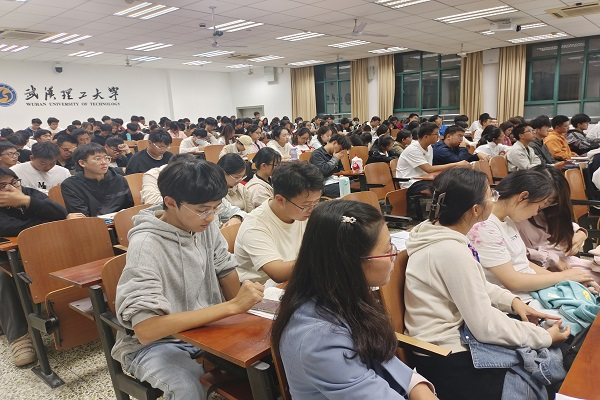 武汉理工大学
WUHAN UNIVERSITY OF TECHNOLOGY